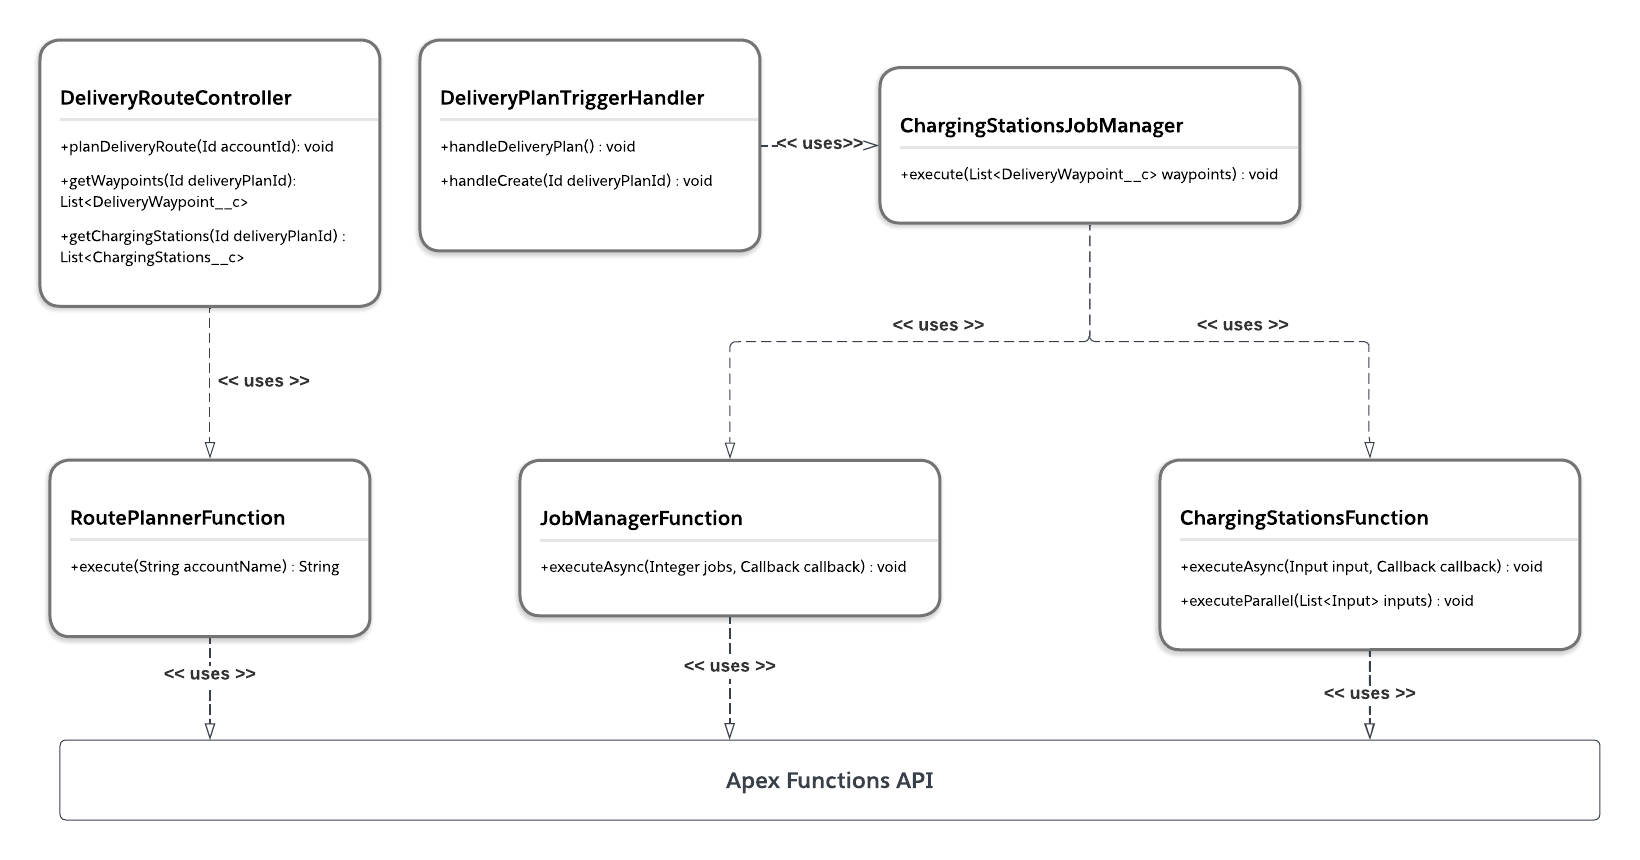 DeliveryRouteController
+planDeliveryRoute(Id accountId): void
+getWaypoints(Id deliveryPlanId):
List<DeliveryWaypoint__c>
+getChargingStations(Id deliveryPlanId) :
List<ChargingStations__c>
DeliveryPlanTriggerHandler
+handleDeliveryPlan() : void
+handleCreate(Id deliveryPlanId) : void
<< uses>>
ChargingStationsJobManager
+execute(List<DeliveryWaypoint__c> waypoints) : void
<< uses >>
<< uses >>
<< uses >>
RoutePlannerFunction
+execute(String accountName) : String
JobManagerFunction
+executeAsync(Integer jobs, Callback callback) : void
ChargingStationsFunction
+executeAsync(Input input, Callback callback) : void
+executeParallel(List<Input> inputs) : void
<< uses >>
<< uses >>
<< uses >>
Apex Functions API